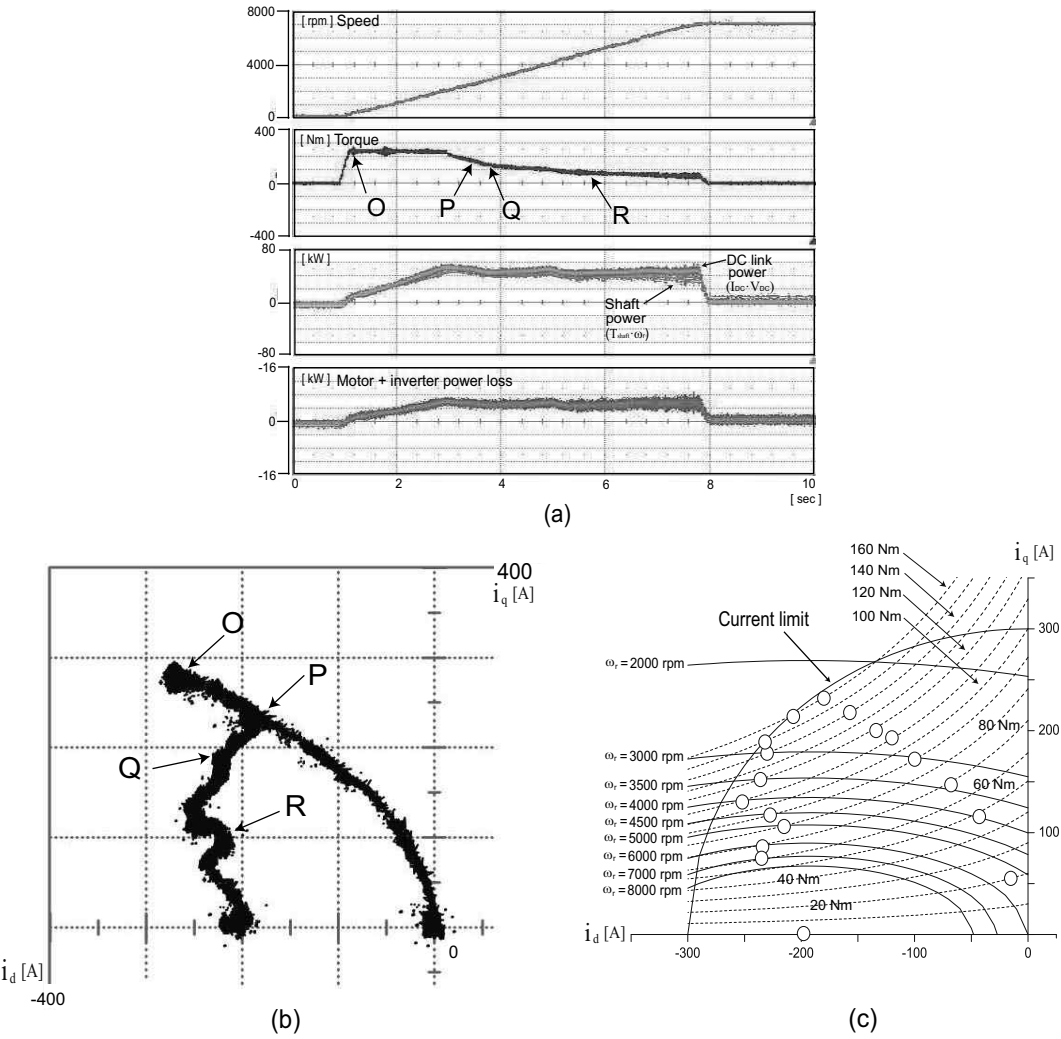 8000
[ rpm ] Speed
4000
0
400
[ Nm ] Torque
0
O
P
Q
R
-400
80
[ kW ]
DC link
power
(IDC·VDC)
0
Shaft
power
(Tshaft·ωr)
-80
-16
[ kW ] Motor + inverter power loss
0
-16
0 2 4 6 8 10
[ sec ]
(a)
400
iq [A]
O
P
Q
R
0
id [A]
-400
(b)
160 Nm
140 Nm
120 Nm
100 Nm
iq [A]
Current limit
300
ωr = 2000 rpm
200
80 Nm
ωr = 3000 rpm
ωr = 3500 rpm
60 Nm
ωr = 4000 rpm
ωr = 4500 rpm
100
ωr = 5000 rpm
ωr = 6000 rpm
ωr = 7000 rpm
40 Nm
ωr = 8000 rpm
20 Nm
id [A]
-300 -200 -100 0
(c)